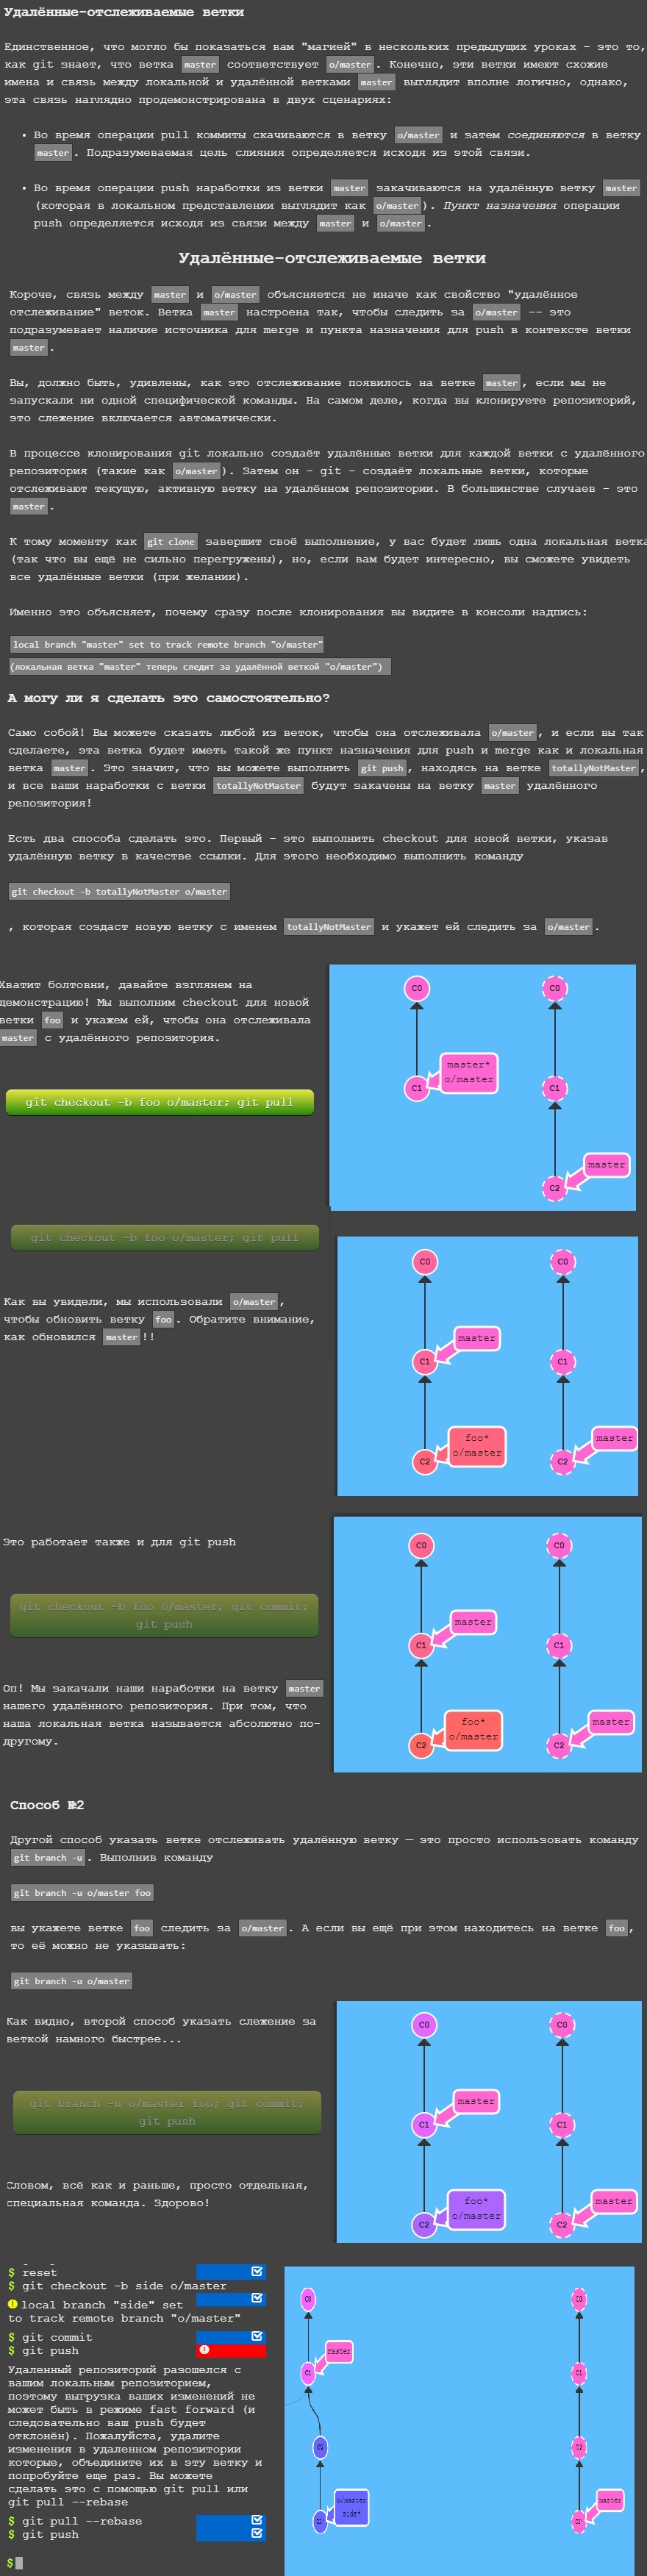 Удалённые-отслеживаемые ветки
Единственное, что могло бы показаться вам "магией" в нескольких предыдущих уроках - это то,
как git знает, что ветка master соответствует o/master. Конечно, эти ветки имеют схожие
имена и связь между локальной и удалённой ветками master выглядит вполне логично, однако,
эта связь наглядно продемонстрирована в двух сценариях:
• Во время операции pull коммиты скачиваются в ветку o/master и затем соединяются в ветку
master. Подразумеваемая цель слияния определяется исходя из этой связи.
• Во время операции push наработки из ветки master закачиваются на удалённую ветку master
(которая в локальном представлении выглядит как o/master). Пункт назначения операции
push определяется исходя из связи между master и o/master.
Удалённые-отслеживаемые ветки
Короче, связь между master и o/master объясняется не иначе как свойство "удалённое
отслеживание" веток. Ветка master настроена так, чтобы следить за o/master -- это
подразумевает наличие источника для merge и пункта назначения для push в контексте ветки
master.
Вы, должно быть, удивлены, как это отслеживание появилось на ветке master, если мы не
запускали ни одной специфической команды. На самом деле, когда вы клонируете репозиторий,
это слежение включается автоматически.
В процессе клонирования git локально создаёт удалённые ветки для каждой ветки с удалённого
репозитория (такие как o/master). Затем он - git - создаёт локальные ветки, которые
отслеживают текущую, активную ветку на удалённом репозитории. В большинстве случаев - это
master.
К тому моменту как git clone завершит своё выполнение, у вас будет лишь одна локальная ветка
(так что вы ещё не сильно перегружены), но, если вам будет интересно, вы сможете увидеть
все удалённые ветки (при желании).
Именно это объясняет, почему сразу после клонирования вы видите в консоли надпись:
local branch "master" set to track remote branch "o/master"
(локальная ветка "master" теперь следит за удалённой веткой "o/master")
А могу ли я сделать это самостоятельно?
Само собой! Вы можете сказать любой из веток, чтобы она отслеживала o/master, и если вы так
сделаете, эта ветка будет иметь такой же пункт назначения для push и merge как и локальная
ветка master. Это значит, что вы можете выполнить git push, находясь на ветке totallyNotMaster,
и все ваши наработки с ветки totallyNotMaster будут закачены на ветку master удалённого
репозитория!
Есть два способа сделать это. Первый - это выполнить checkout для новой ветки, указав
удалённую ветку в качестве ссылки. Для этого необходимо выполнить команду
git checkout -b totallyNotMaster o/master
, которая создаст новую ветку с именем totallyNotMaster и укажет ей следить за o/master.
Хватит болтовни, давайте взглянем на
демонстрацию! Мы выполним checkout для новой
ветки foo и укажем ей, чтобы она отслеживала
master с удалённого репозитория.
git checkout -b foo o/master; git pull
C0
C1
master*
o/master
C0
C1
C2
master
git checkout -b foo o/master; git pull
Как вы увидели, мы использовали o/master,
чтобы обновить ветку foo. Обратите внимание,
как обновился master!!
C0
C1
master
C2
foo*
o/master
C0
C1
C2
master
Это работает также и для git push
git checkout -b foo o/master; git commit;
git push
Оп! Мы закачали наши наработки на ветку master
нашего удалённого репозитория. При том, что
наша локальная ветка называется абсолютно по-
другому.
C0
C1
master
C2
foo*
o/master
C0
C1
C2
master
Способ №2
Другой способ указать ветке отслеживать удалённую ветку — это просто использовать команду
git branch -u. Выполнив команду
git branch -u o/master foo
вы укажете ветке foo следить за o/master. А если вы ещё при этом находитесь на ветке foo,
то её можно не указывать:
git branch -u o/master
Как видно, второй способ указать слежение за
веткой намного быстрее...
git branch -u o/master foo; git commit;
git push
Словом, всё как и раньше, просто отдельная,
специальная команда. Здорово!
C0
C1
master
C2
foo*
o/master
C0
C1
C2
master
$ reset
$ git checkout -b side o/master
local branch "side" set
to track remote branch "o/master"
$ git commit
$ git push
Удаленный репозиторий разошелся с
вашим локальным репозиторием,
поэтому выгрузка ваших изменений не
может быть в режиме fast forward (и
следовательно ваш push будет
отклонён). Пожалуйста, удалите
изменения в удаленном репозитории
которые, объедините их в эту ветку и
попробуйте еще раз. Вы можете
сделать это с помощью git pull или
git pull --rebase
$ git pull --rebase
$ git push
$
C0
C1
master
C2
o/master
side*
C0
C1
C2
master